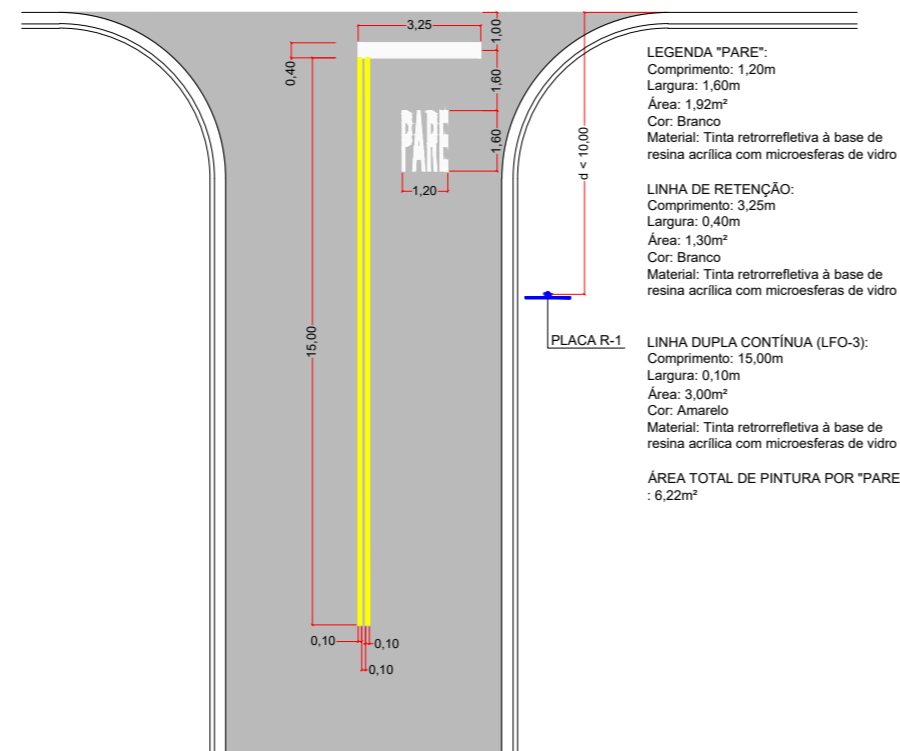 3,25
1,00
0,40
1,60
PARE
1,60
1,20
d < 10,00
15,00
PLACA R-1
0,10
0,10
0,10
LEGENDA "PARE":
Comprimento: 1,20m
Largura: 1,60m
Área: 1,92m²
Cor: Branco
Material: Tinta retrorrefletiva à base de
resina acrílica com microesferas de vidro
LINHA DE RETENÇÃO:
Comprimento: 3,25m
Largura: 0,40m
Área: 1,30m²
Cor: Branco
Material: Tinta retrorrefletiva à base de
resina acrílica com microesferas de vidro
LINHA DUPLA CONTÍNUA (LFO-3):
Comprimento: 15,00m
Largura: 0,10m
Área: 3,00m²
Cor: Amarelo
Material: Tinta retrorrefletiva à base de
resina acrílica com microesferas de vidro
ÁREA TOTAL DE PINTURA POR "PARE
: 6,22m²